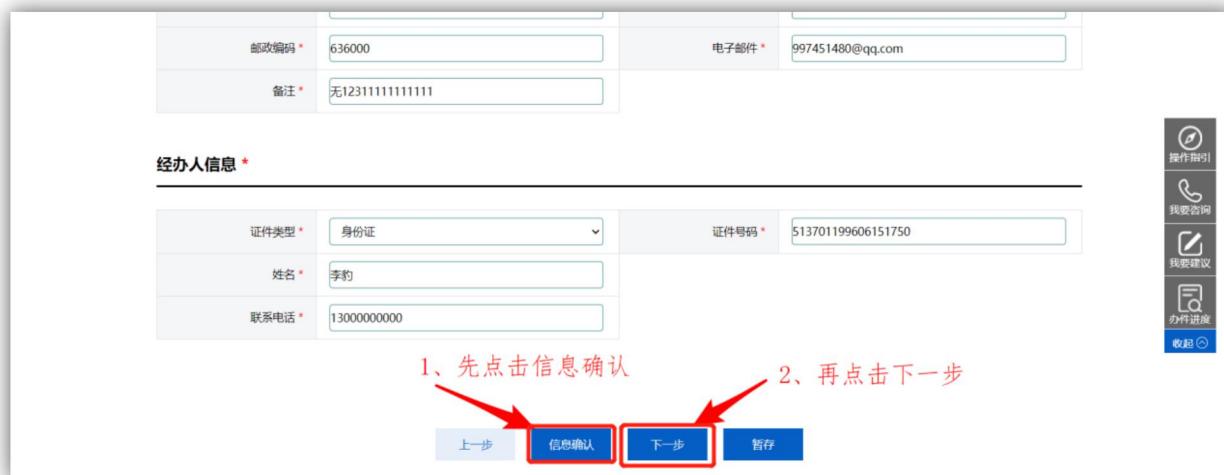 邮政编码 * 636000 电子邮件 * 997451480@qq.com
备注 * 无12311111111111
经办人信息 *
证件类型 * 身份证 证件号码 * 513701199606151750
姓名 * 李豹
联系电话 * 13000000000
1、先点击信息确认
2、再点击下一步
上一步 信息确认 下一步 暂存
操作指引
我要咨询
我要建议
办件进度
收起